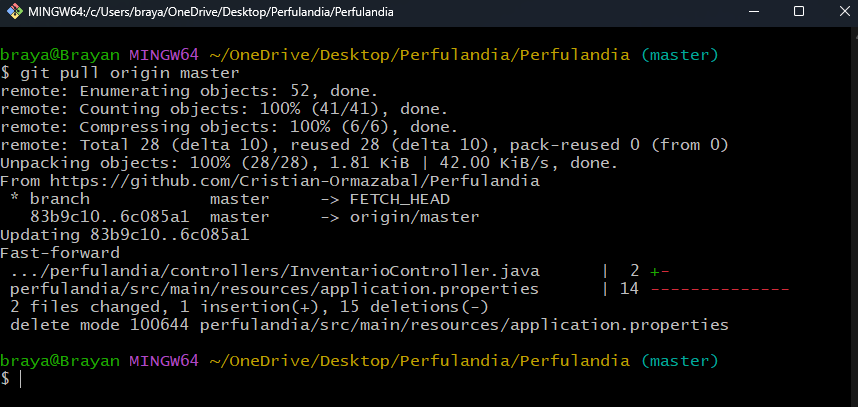 MINGW64:/c/Users/braya/OneDrive/Desktop/Perfulandia/Perfulandia
braya@Brayan MINGW64 ~/OneDrive/Desktop/Perfulandia/Perfulandia (master)
$ git pull origin master
remote: Enumerating objects: 52, done.
remote: Counting objects: 100% (41/41), done.
remote: Compressing objects: 100% (6/6), done.
remote: Total 28 (delta 10), reused 28 (delta 10), pack-reused 0 (from 0)
Unpacking objects: 100% (28/28), 1.81 KiB | 42.00 KiB/s, done.
From https://github.com/Cristian-Ormazabal/Perfulandia
 * branch            master     -> FETCH_HEAD
   83b9c10..6c085a1  master     -> origin/master
Updating 83b9c10..6c085a1
Fast-forward
 .../perfulandia/controllers/InventarioController.java      |  2 +-
 perfulandia/src/main/resources/application.properties      | 14 --------------
 2 files changed, 1 insertion(+), 15 deletions(-)
 delete mode 100644 perfulandia/src/main/resources/application.properties
braya@Brayan MINGW64 ~/OneDrive/Desktop/Perfulandia/Perfulandia (master)
$